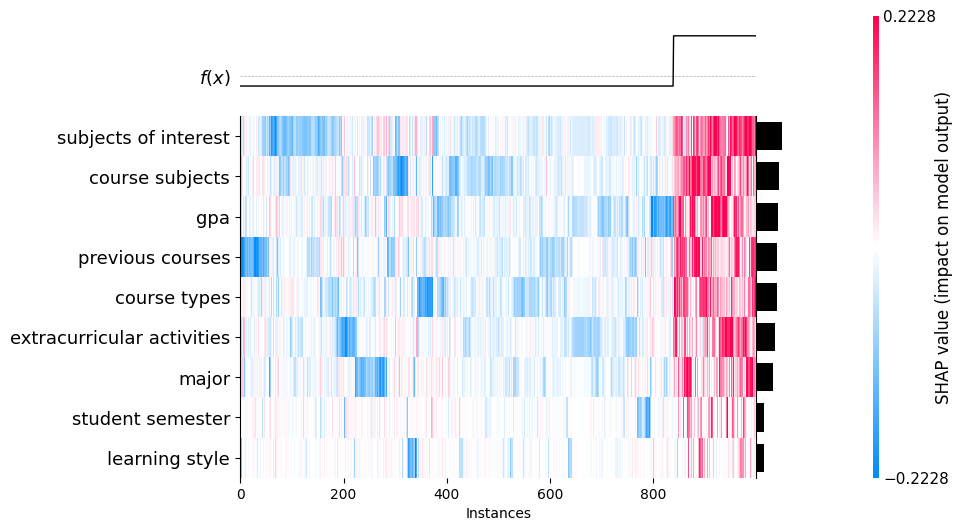 0.2228
f(x)
subjects of interest
course subjects
gpa
previous courses
course types
extracurricular activities
major
student semester
learning style
SHAP value (impact on model output)
−0.2228
0 200 400 600 800
Instances